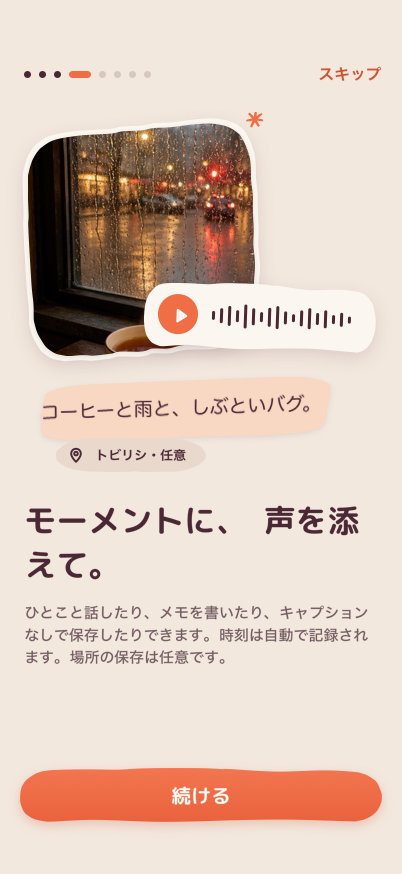 スキップ
コーヒーと雨と、しぶといバグ。
トビリシ・任意
モーメントに、 声を添
えて。
ひとこと話したり、メモを書いたり、キャプション
なしで保存したりできます。時刻は自動で記録され
ます。場所の保存は任意です。
続ける